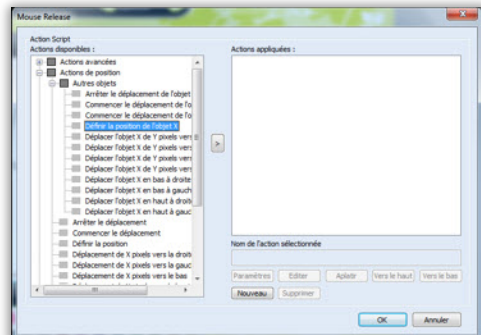 Mouse Release
Action Script
Actions disponibles :
Actions avancées
Actions de position
Autres objets
Arrêter le déplacement de l'objet
Commencer le déplacement de l'o
Commencer le déplacement de l'o
Définir la position de l'objet X
Déplacer l'objet X de Y pixels vers
Déplacer l'objet X de Y pixels vers
Déplacer l'objet X de Y pixels vers
Déplacer l'objet X de Y pixels vers
Déplacer l'objet X en bas à droite
Déplacer l'objet X en bas à gauch
Déplacer l'objet X en haut à droit
Déplacer l'objet X en haut à gauc
Arrêter le déplacement
Commencer le déplacement
Définir la position
Déplacement de X pixels vers la droit
Déplacement de X pixels vers la gauc
Déplacement de X pixels vers le bas
>
Actions appliquées :
Nom de l'action sélectionnée
Paramètres Editer Aplatir Vers le haut Vers le bas
Nouveau Supprimer
OK Annuler